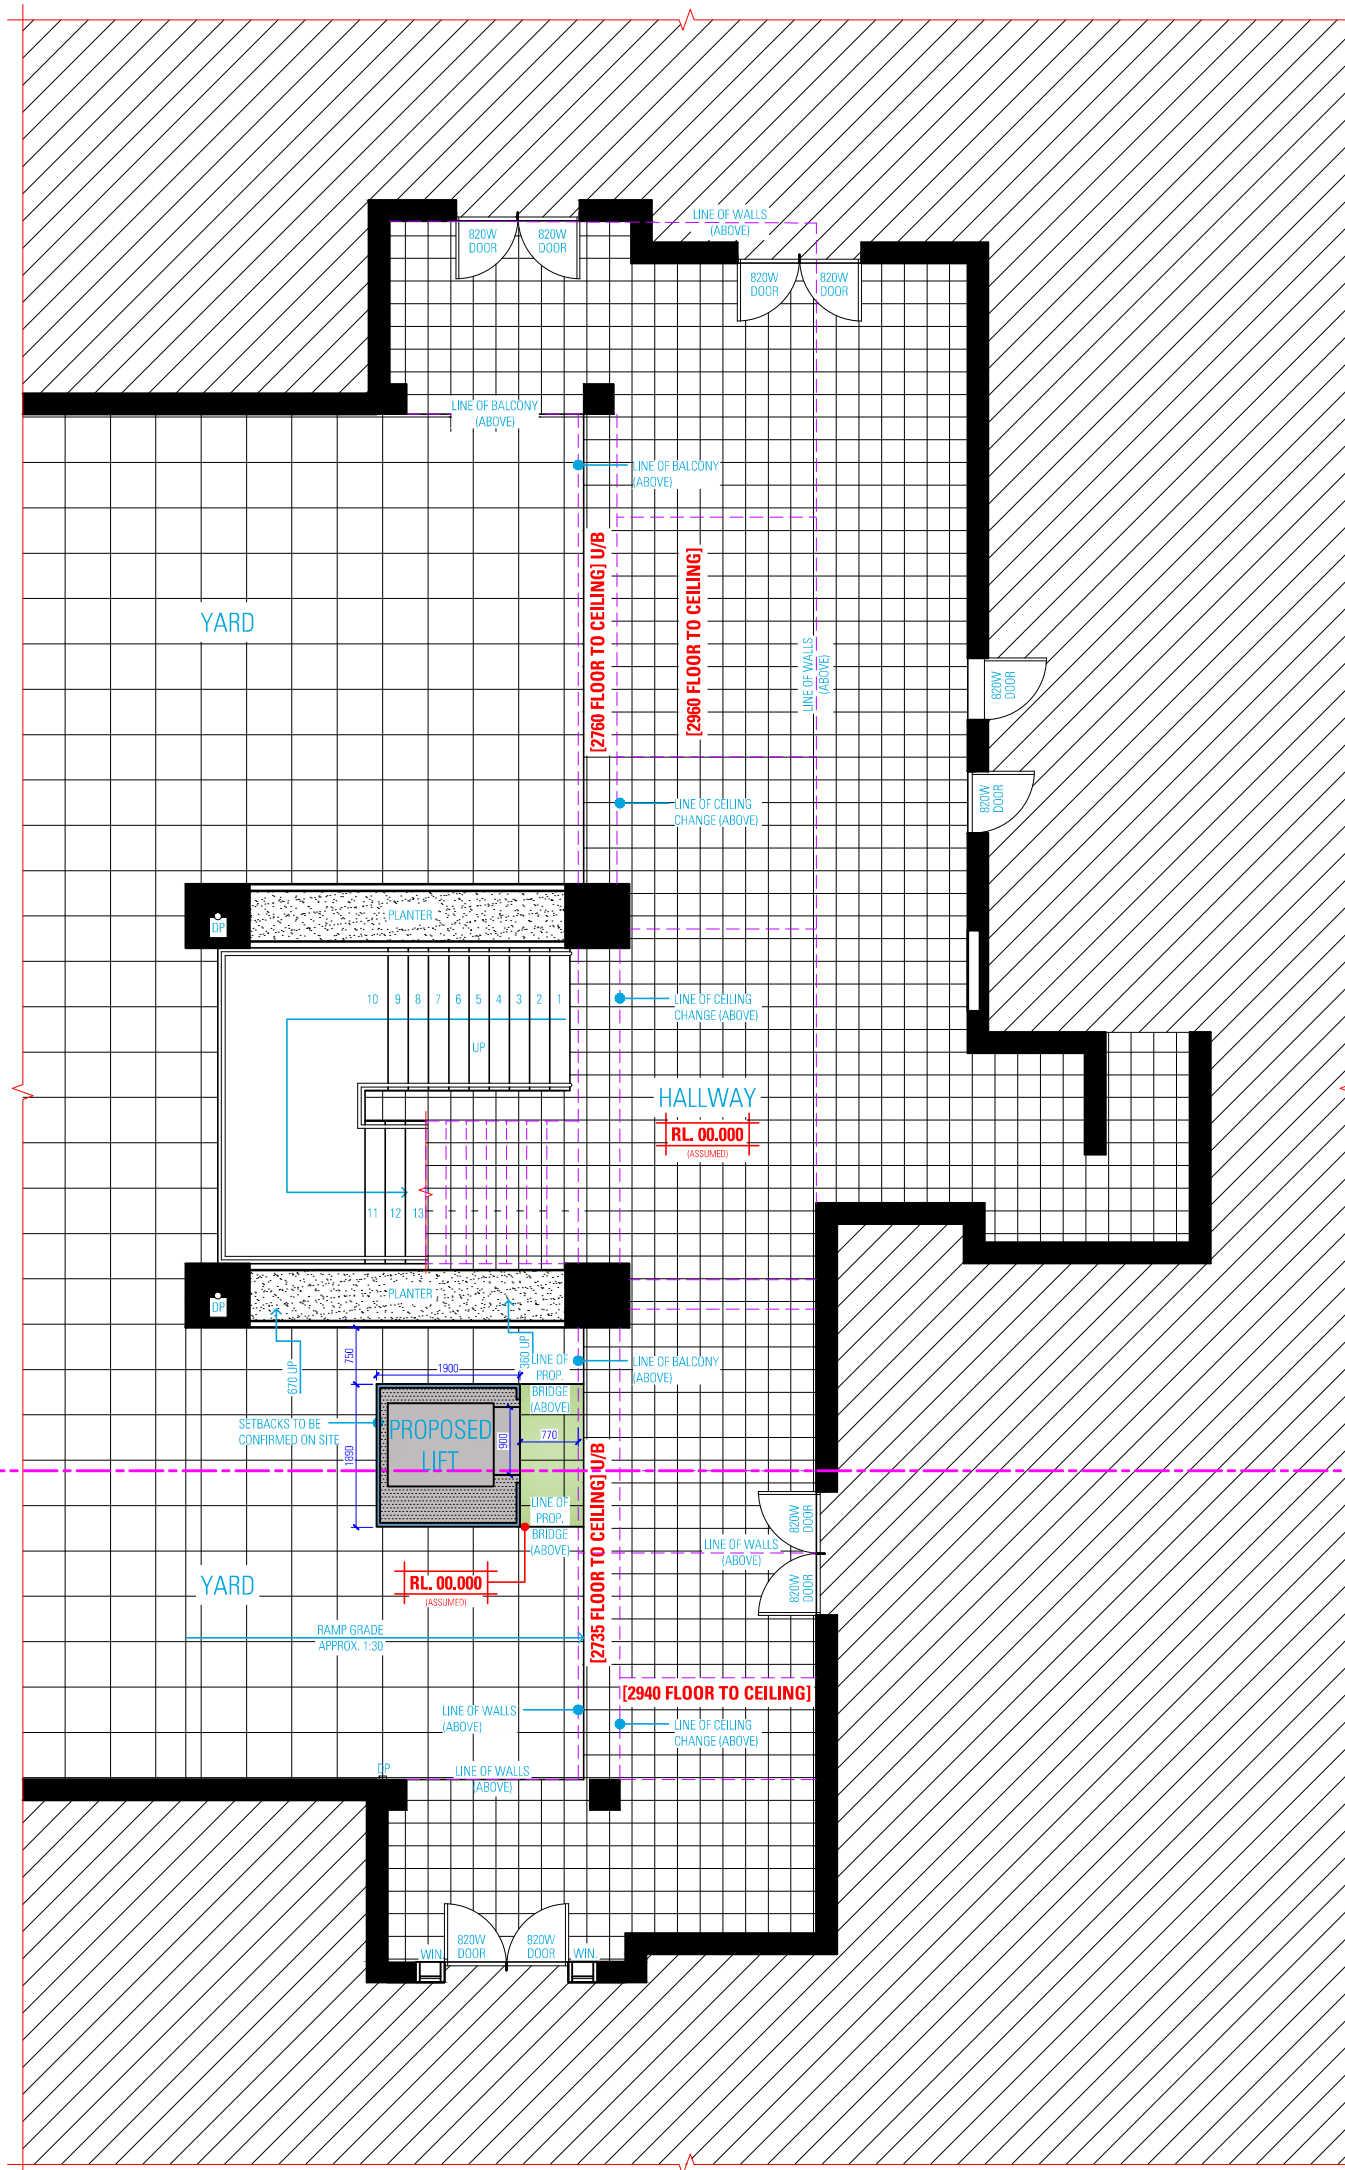 LINE OF WALLS
(ABOVE)
820W
DOOR
820W
DOOR
820W
DOOR
820W
DOOR
LINE OF BALCONY
(ABOVE)
LINE OF BALCONY
(ABOVE)
[2760 FLOOR TO CEILING] U/B
[2960 FLOOR TO CEILING]
YARD
LINE OF WALLS
(ABOVE)
820W
DOOR
820W
DOOR
LINE OF CEILING
CHANGE (ABOVE)
PLANTER
DP
10 9 8 7 6 5 4 3 2 1
LINE OF CEILING
CHANGE (ABOVE)
UP
HALLWAY
RL. 00.000
(ASSUMED)
11 12 13
PLANTER
DP
750
670 UP
360 UP
1900
LINE OF
PROP.
BRIDGE
(ABOVE)
LINE OF BALCONY
(ABOVE)
SETBACKS TO BE
CONFIRMED ON SITE
PROPOSED
LIFT
900
770
1890
LINE OF
PROP.
BRIDGE
(ABOVE)
[2735 FLOOR TO CEILING] U/B
820W
DOOR
LINE OF WALLS
(ABOVE)
820W
DOOR
YARD
RL. 00.000
(ASSUMED)
RAMP GRADE
APPROX. 1:30
[2940 FLOOR TO CEILING]
LINE OF WALLS
(ABOVE)
LINE OF CEILING
CHANGE (ABOVE)
DP
LINE OF WALLS
(ABOVE)
WIN.
820W
DOOR
820W
DOOR
WIN.